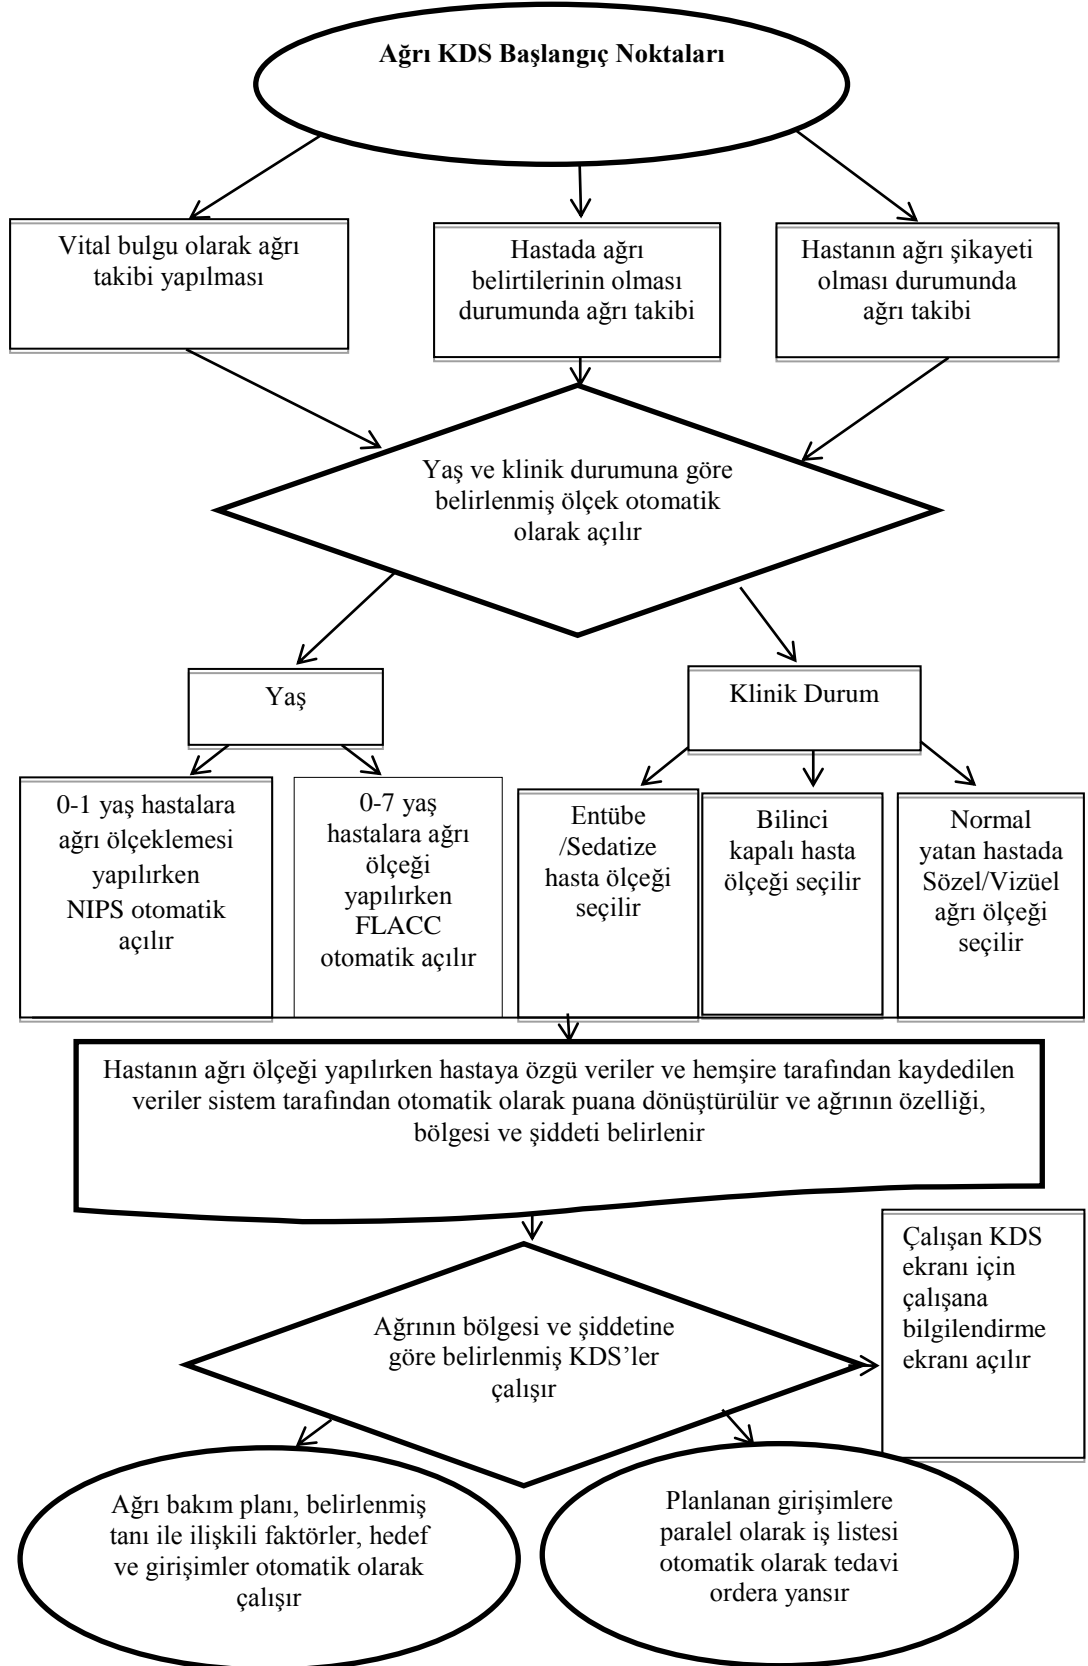 Ağrı KDS Başlangıç Noktaları
Vital bulgu olarak ağrı
takibi yapılması
Hastada ağrı
belirtilerinin olması
durumunda ağrı takibi
Hastanın ağrı şikayeti
olması durumunda
ağrı takibi
Yaş ve klinik durumuna göre
belirlenmiş ölçek otomatik
olarak açılır
Yaş
Klinik Durum
0-1 yaş hastalara
ağrı ölçeklemesi
yapılırken
NIPS otomatik
açılır
0-7 yaş
hastalara ağrı
ölçeği
yapılırken
FLACC
otomatik açılır
Entübe
/Sedatize
hasta ölçeği
seçilir
Bilinci
kapalı hasta
ölçeği seçilir
Normal
yatan hastada
Sözel/Vizüel
ağrı ölçeği
seçilir
Hastanın ağrı ölçeği yapılırken hastaya özgü veriler ve hemşire tarafından kaydedilen
veriler sistem tarafından otomatik olarak puana dönüştürülür ve ağrının özelliği,
bölgesi ve şiddeti belirlenir
Ağrının bölgesi ve şiddetine
göre belirlenmiş KDS’ler
çalışır
Çalışan KDS
ekranı için
çalışana
bilgilendirme
ekranı açılır
Ağrı bakım planı, belirlenmiş
tanı ile ilişkili faktörler, hedef
ve girişimler otomatik olarak
çalışır
Planlanan girişimlere
paralel olarak iş listesi
otomatik olarak tedavi
ordera yansır